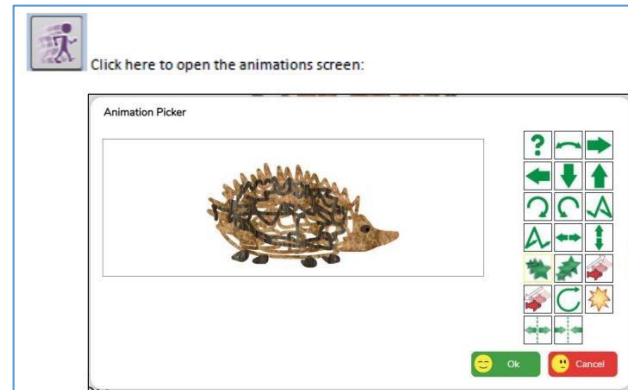 Click here to open the animations screen:
Animation Picker
?
Ok
Cancel